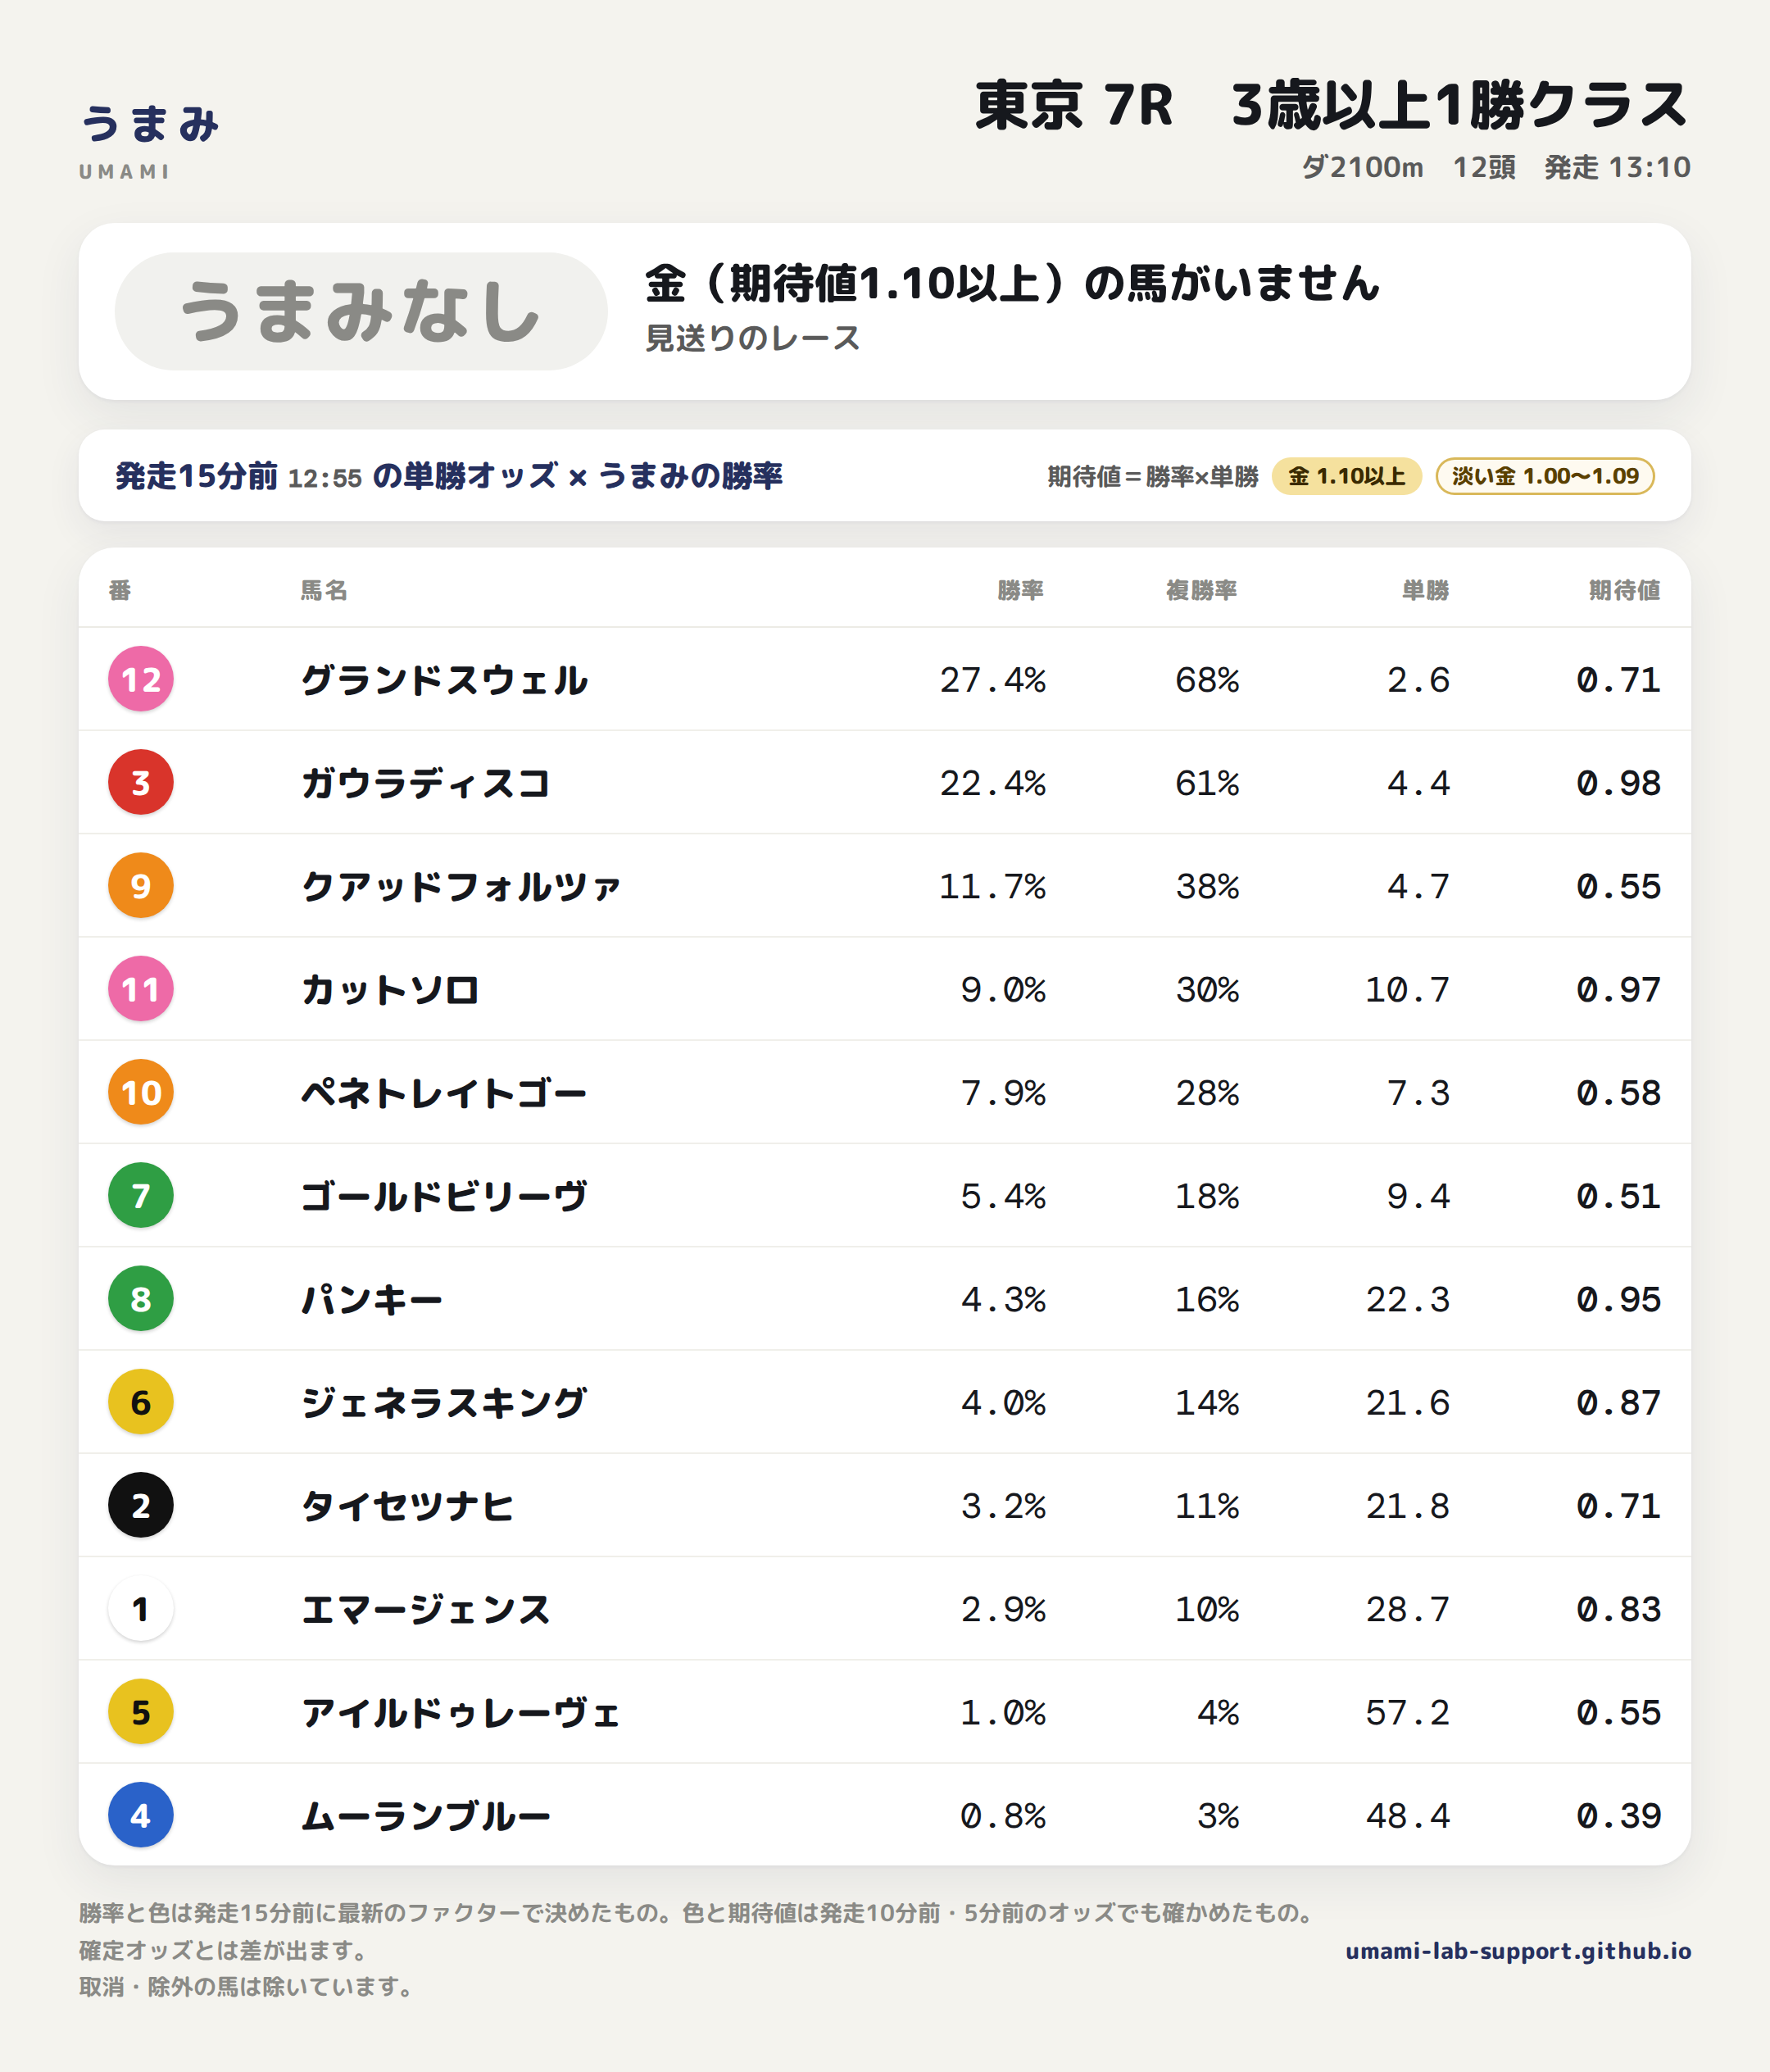 うまみ
UMAMI
東京 7R 3歳以上1勝クラス
ダ2100m 12頭 発走 13:10
うまみなし
金（期待値1.10以上）の馬がいません
見送りのレース
発走15分前 12:55 の単勝オッズ × うまみの勝率
期待値＝勝率×単勝 金 1.10以上 淡い金 1.00〜1.09
番 馬名 勝率 複勝率 単勝 期待値
12 グランドスウェル 27.4% 68% 2.6 0.71
3 ガウラディスコ 22.4% 61% 4.4 0.98
9 クアッドフォルツァ 11.7% 38% 4.7 0.55
11 カットソロ 9.0% 30% 10.7 0.97
10 ペネトレイトゴー 7.9% 28% 7.3 0.58
7 ゴールドビリーヴ 5.4% 18% 9.4 0.51
8 パンキー 4.3% 16% 22.3 0.95
6 ジェネラスキング 4.0% 14% 21.6 0.87
2 タイセツナヒ 3.2% 11% 21.8 0.71
1 エマージェンス 2.9% 10% 28.7 0.83
5 アイルドゥレーヴェ 1.0% 4% 57.2 0.55
4 ムーランブルー 0.8% 3% 48.4 0.39
勝率と色は発走15分前に最新のファクターで決めたもの。色と期待値は発走10分前・5分前のオッズでも確かめたもの。
確定オッズとは差が出ます。
取消・除外の馬は除いています。
umami-lab-support.github.io